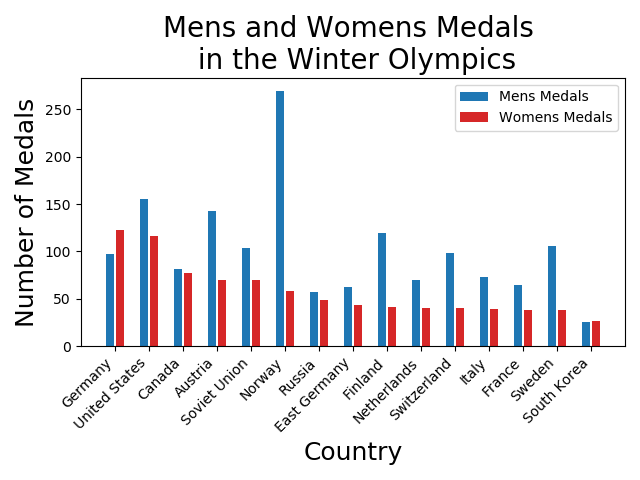 Mens and Womens Medals
in the Winter Olympics
Mens Medals
Womens Medals
Number of Medals
250
200
150
100
50
0
Germany
United States
Canada
Austria
Soviet Union
Norway
Russia
East Germany
Finland
Netherlands
Switzerland
Italy
France
Sweden
South Korea
Country